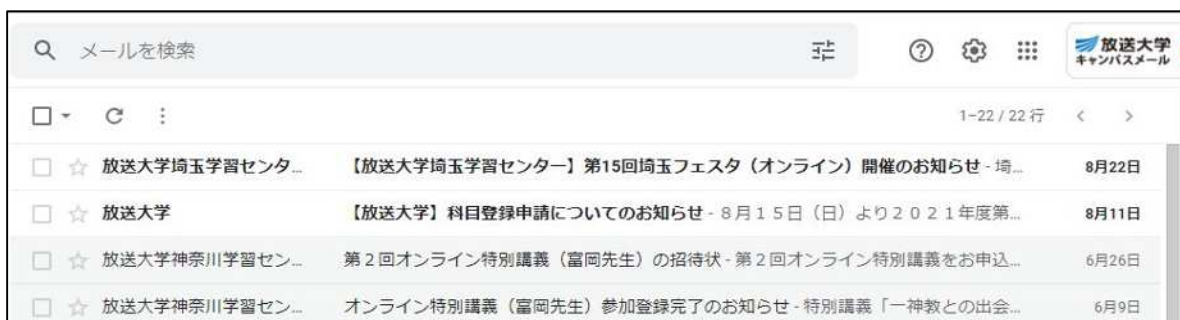 メールを検索
放送大学
キャンパスメール
1-22 / 22 行
放送大学埼玉学習センタ... 【放送大学埼玉学習センター】第15回埼玉フェスタ（オンライン）開催のお知らせ - 埼... 8月22日
放送大学 【放送大学】科目登録申請についてのお知らせ - ８月１５日（日）より２０２１年度第... 8月11日
放送大学神奈川学習セン... 第２回オンライン特別講義（富岡先生）の招待状 - 第２回オンライン特別講義をお申込... 6月26日
放送大学神奈川学習セン... オンライン特別講義（富岡先生）参加登録完了のお知らせ - 特別講義「一神教との出会... 6月9日